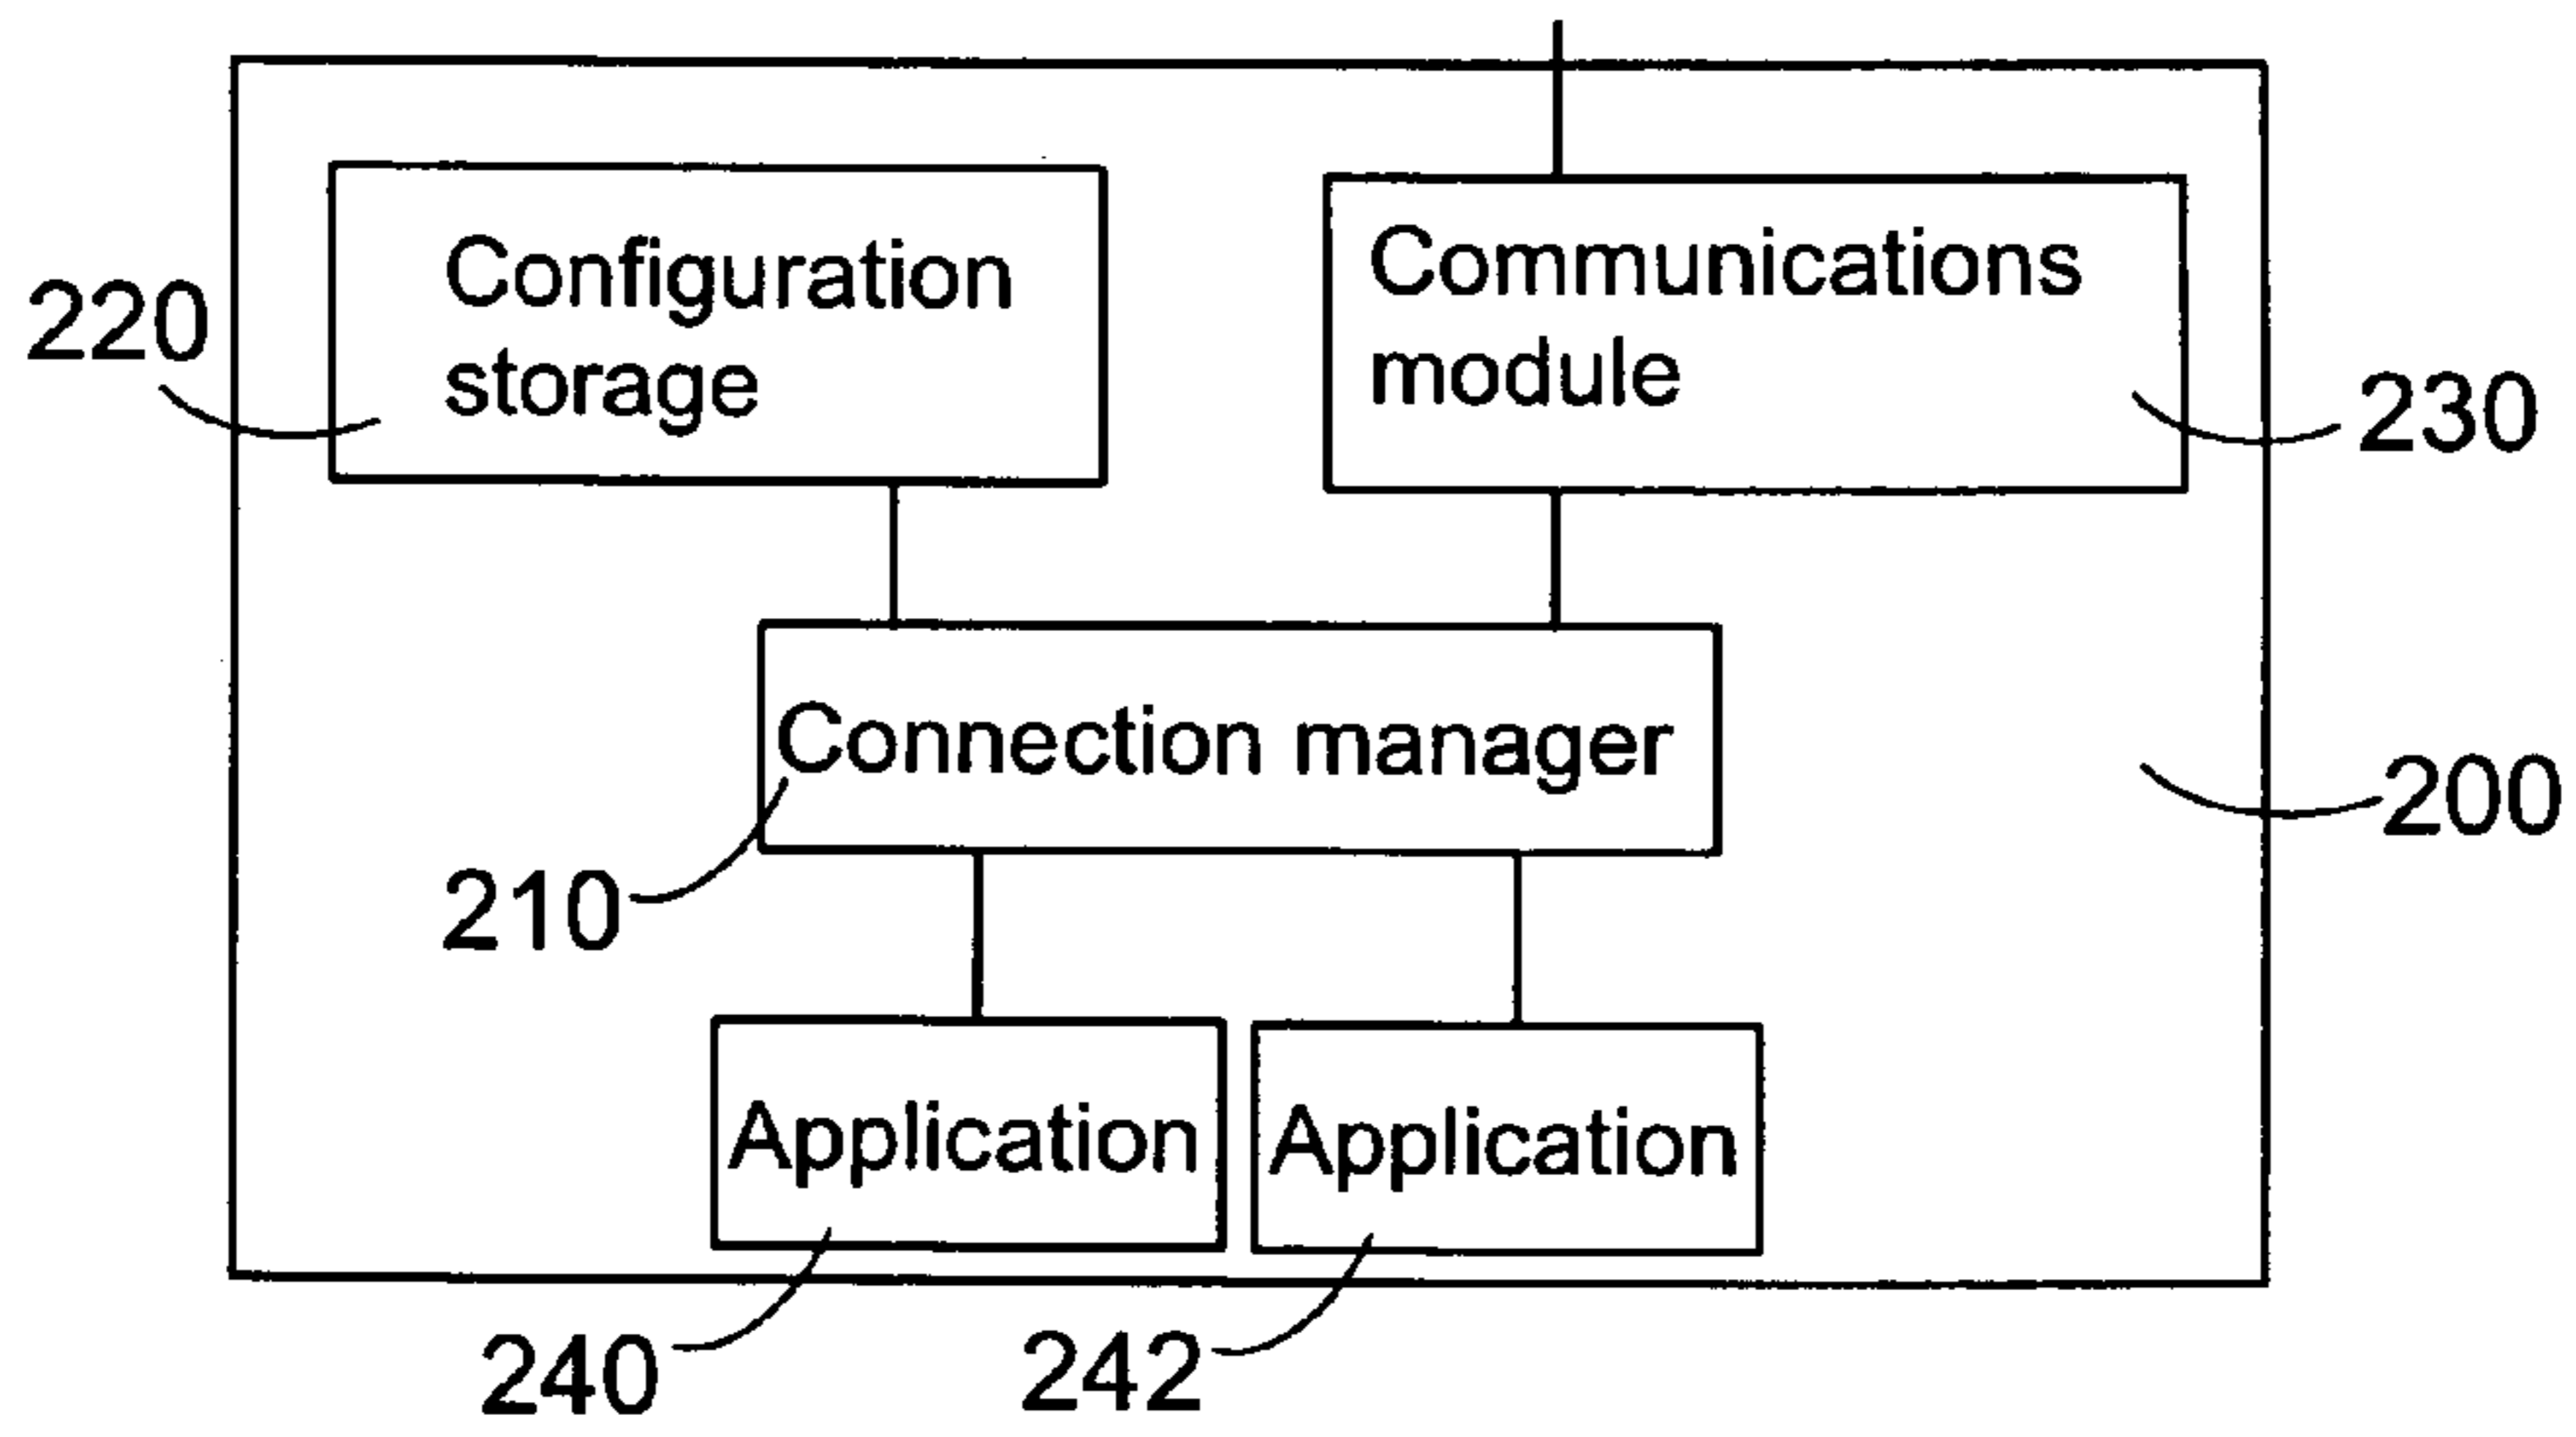 Configuration
storage
Communications
module
220
230
Connection manager
200
210
Application
Application
240
242